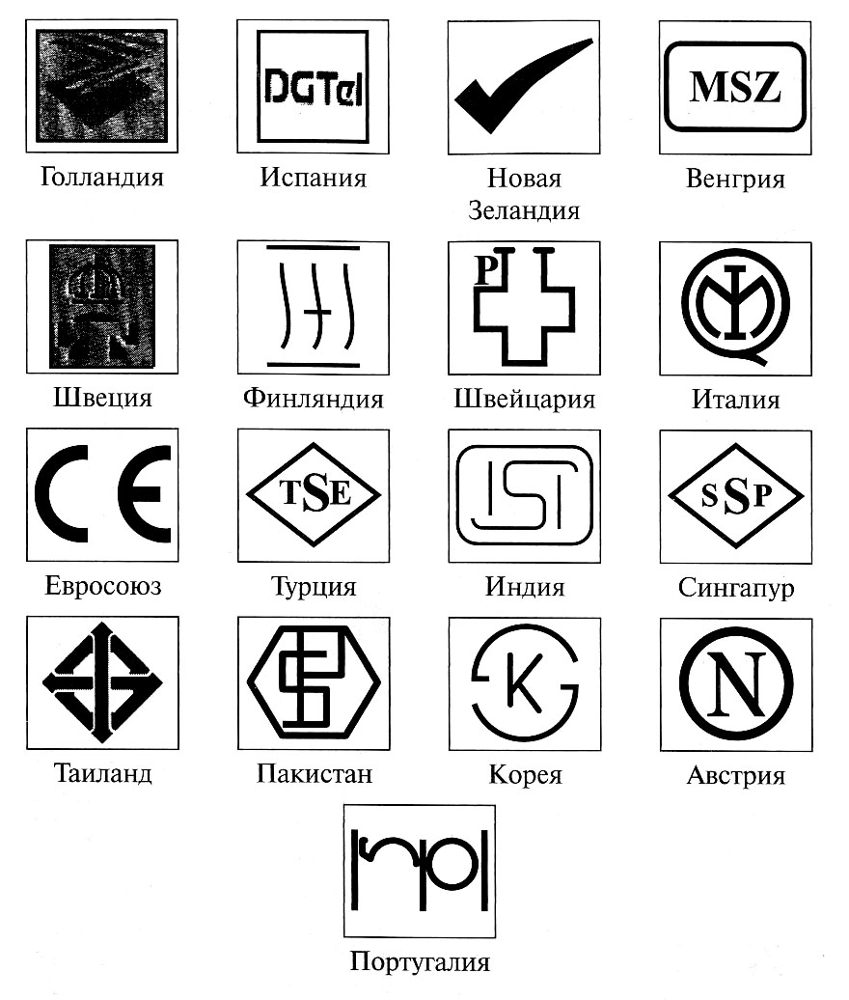 DGTel
MSZ
Голландия
Испания
Новая
Зеландия
Венгрия
P
Швеция
Финляндия
Швейцария
Италия
CE
TSE
SSP
Евросоюз
Турция
Индия
Сингапур
K
N
Таиланд
Пакистан
Корея
Австрия
Португалия